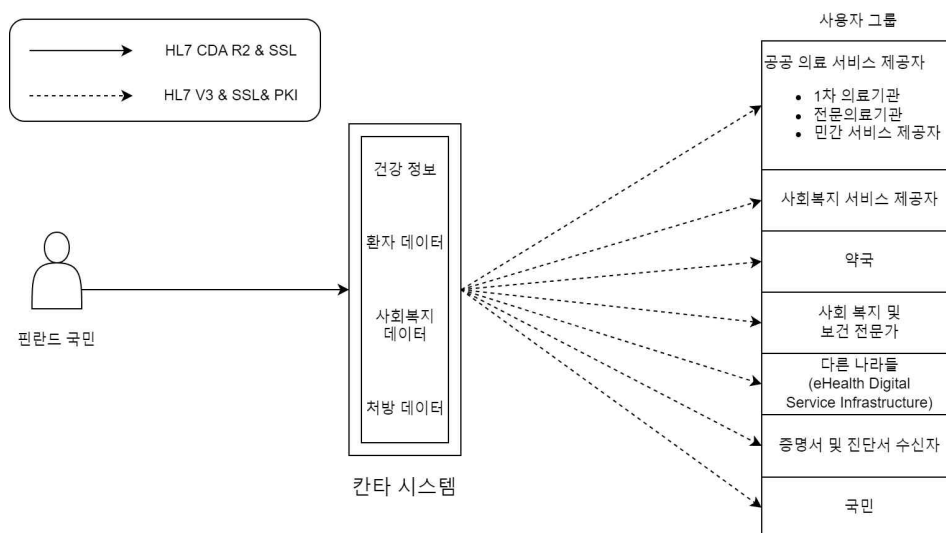 HL7 CDA R2 & SSL
HL7 V3 & SSL& PKI
핀란드 국민
건강 정보
환자 데이터
사회복지
데이터
처방 데이터
칸타 시스템
사용자 그룹
공공 의료 서비스 제공자
• 1차 의료기관
• 전문의료기관
• 민간 서비스 제공자
사회복지 서비스 제공자
약국
사회 복지 및
보건 전문가
다른 나라들
(eHealth Digital
Service Infrastructure)
증명서 및 진단서 수신자
국민